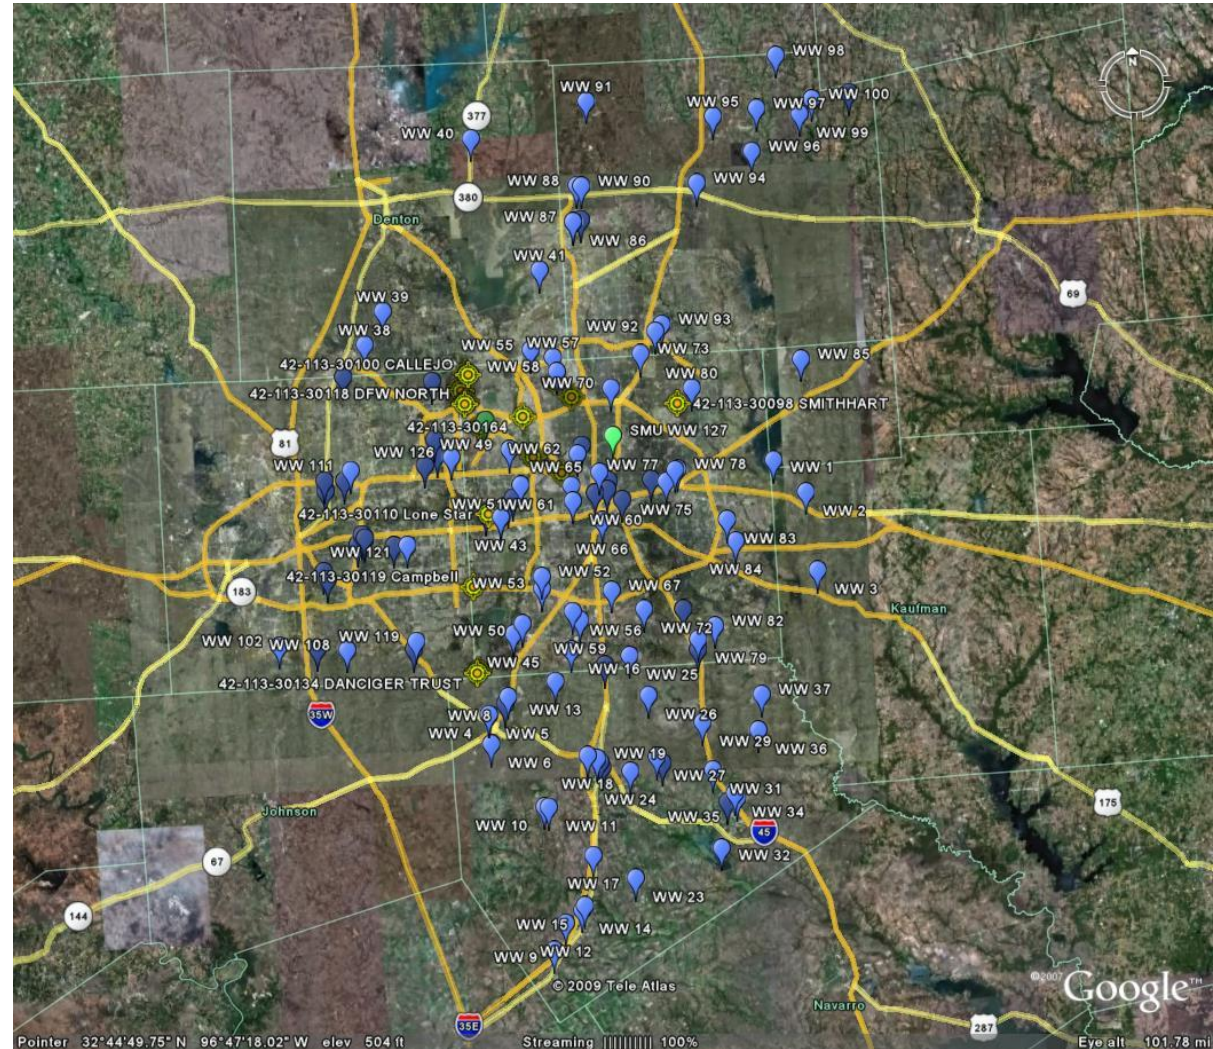 WW 98
WW 91
WW 95
WW 97
WW 100
N
377
WW 40
WW 99
WW 96
WW 88
WW 90
WW 94
380
Denton
WW 87
WW 86
WW 41
69
WW 39
WW 92
WW 93
WW 38
WW 55
WW 57
WW 73
WW 85
42-113-30100 CALLEJO
WW 58
WW 80
WW 70
42-113-30118 DFW NORTH
42-113-30098 SMITHHART
42-113-30164
SMU WW 127
81
WW 49
WW 62
WW 126
WW 111
WW 65
WW 77
WW 78
WW 1
WW 51
WW 61
WW 75
WW 2
42-113-30110 Lone Star
WW 60
WW 43
WW 66
WW 83
WW 121
WW 84
42-113-30119 Campbell
WW 53
WW 52
WW 67
WW 3
183
Kaufman
WW 102
WW 108
WW 119
WW 50
WW 56
WW 72
WW 82
WW 59
WW 79
WW 45
WW 16
WW 25
42-113-30134 DANCIGER TRUST
WW 37
35W
WW 8
WW 13
WW 26
WW 4
WW 5
WW 29
WW 36
WW 6
WW 19
WW 18
WW 27
WW 31
WW 24
175
Johnson
WW 10
WW 11
WW 35
WW 34
45
WW 32
67
WW 17
WW 23
144
WW 15
WW 14
WW 9
WW 12
© 2009 Tele Atlas
©2007 Google™
Navarro
35E
287
Pointer 32°44'49.75" N 96°47'18.02" W elev 504 ft Streaming |||||||||| 100% Eye alt 101.78 mi